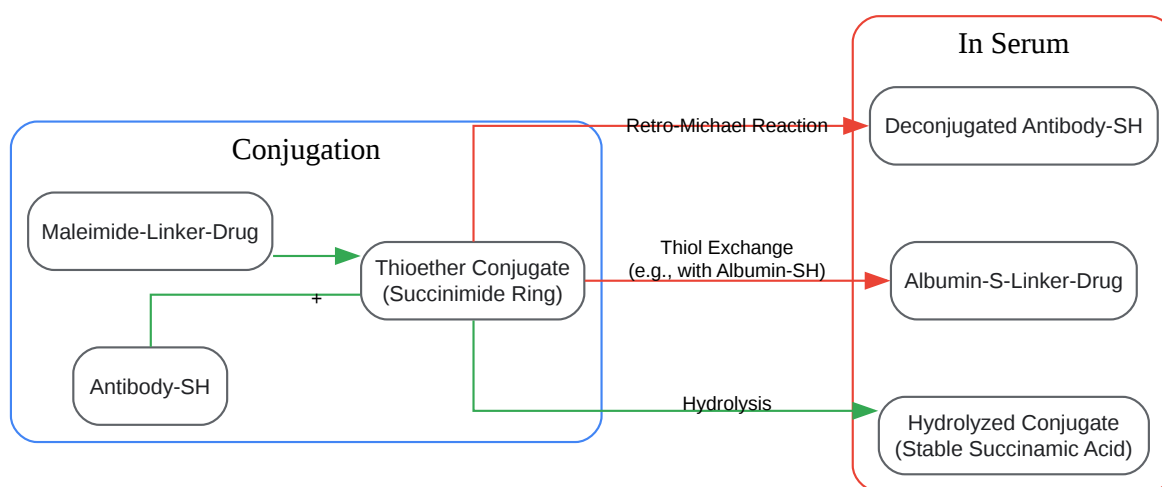 In Serum
Conjugation
Retro-Michael Reaction
Deconjugated Antibody-SH
Maleimide-Linker-Drug
Thioether Conjugate
(Succinimide Ring)
Thiol Exchange
(e.g., with Albumin-SH)
Albumin-S-Linker-Drug
+
Antibody-SH
Hydrolysis
Hydrolyzed Conjugate
(Stable Succinamic Acid)